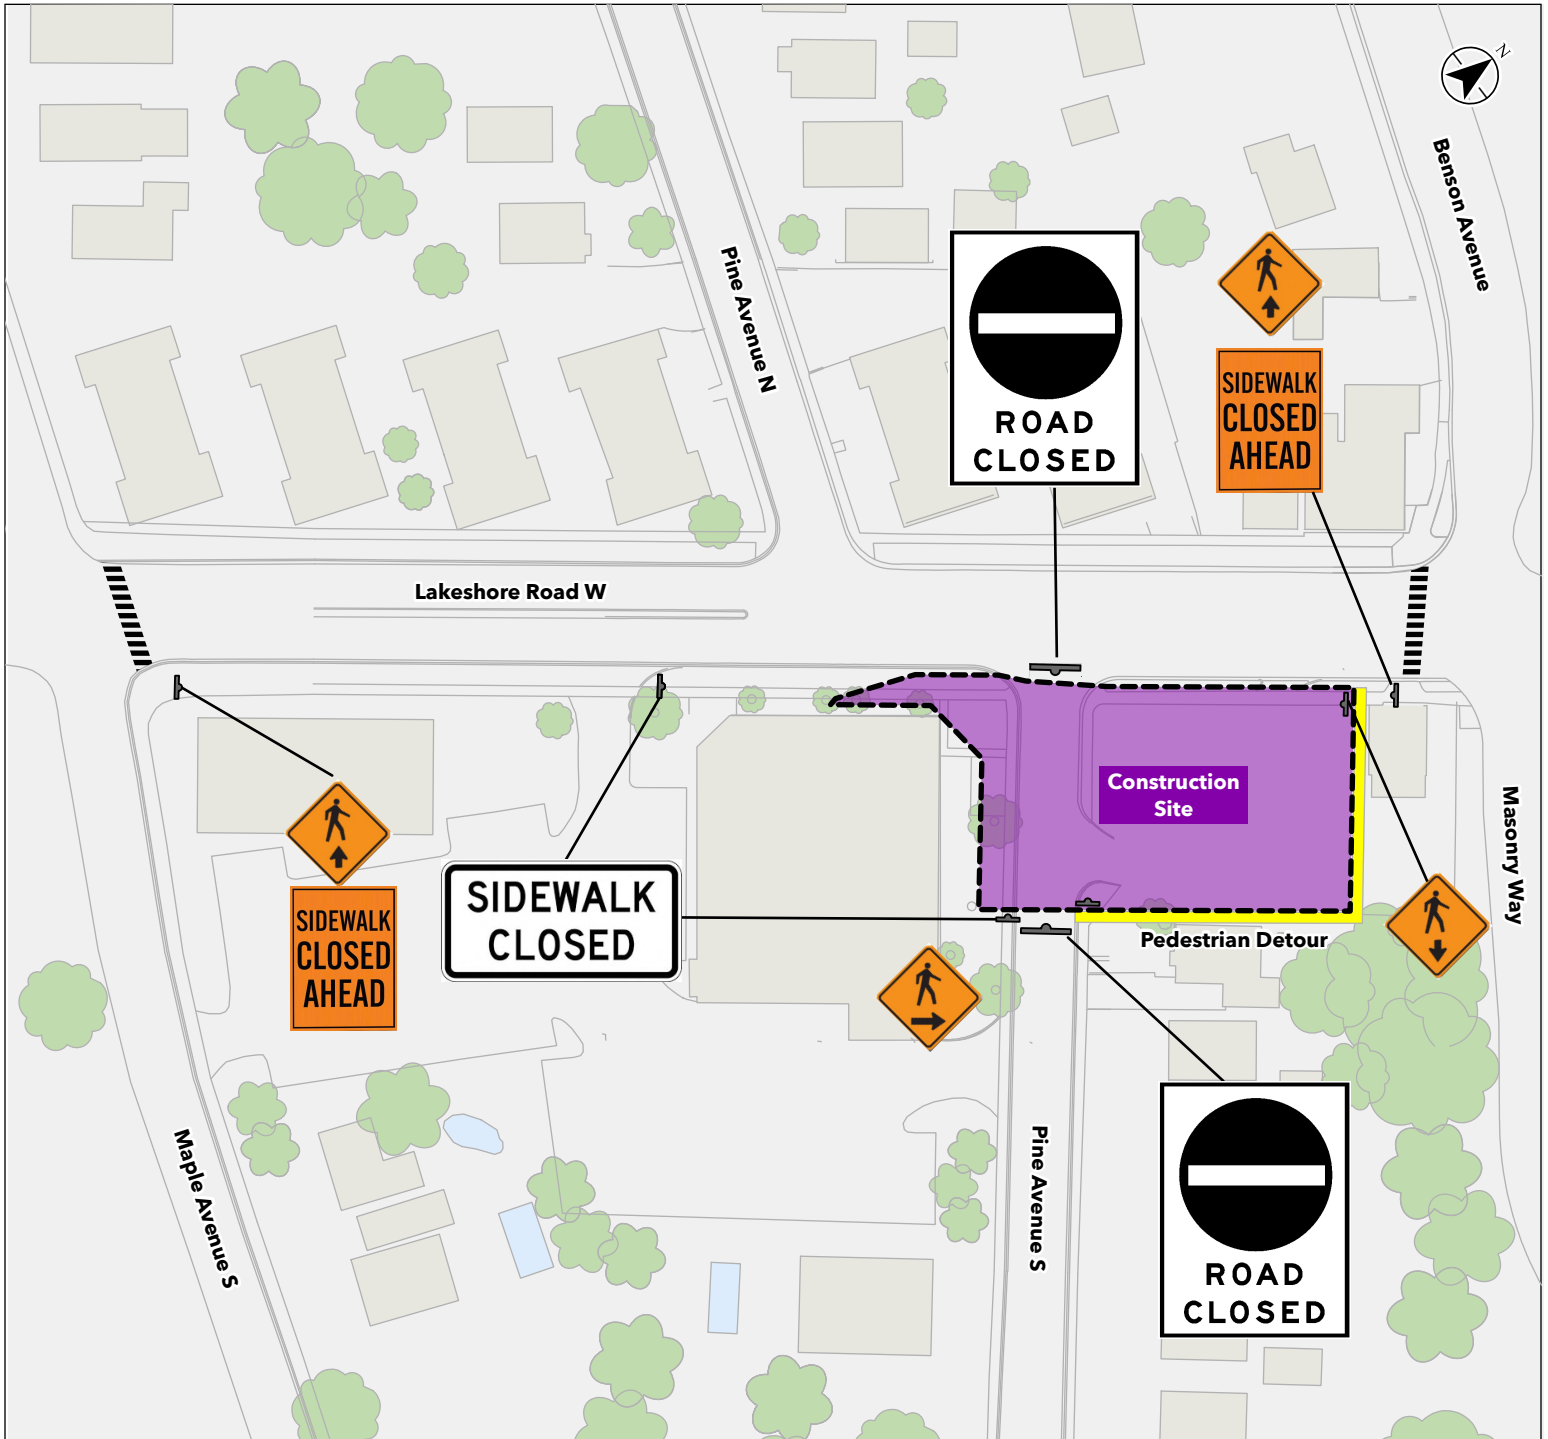 N
Benson Avenue
Pine Avenue N
ROAD
CLOSED
SIDEWALK
CLOSED
AHEAD
Lakeshore Road W
Construction
Site
Masonry Way
SIDEWALK
CLOSED
SIDEWALK
CLOSED
AHEAD
Pedestrian Detour
Maple Avenue S
Pine Avenue S
ROAD
CLOSED